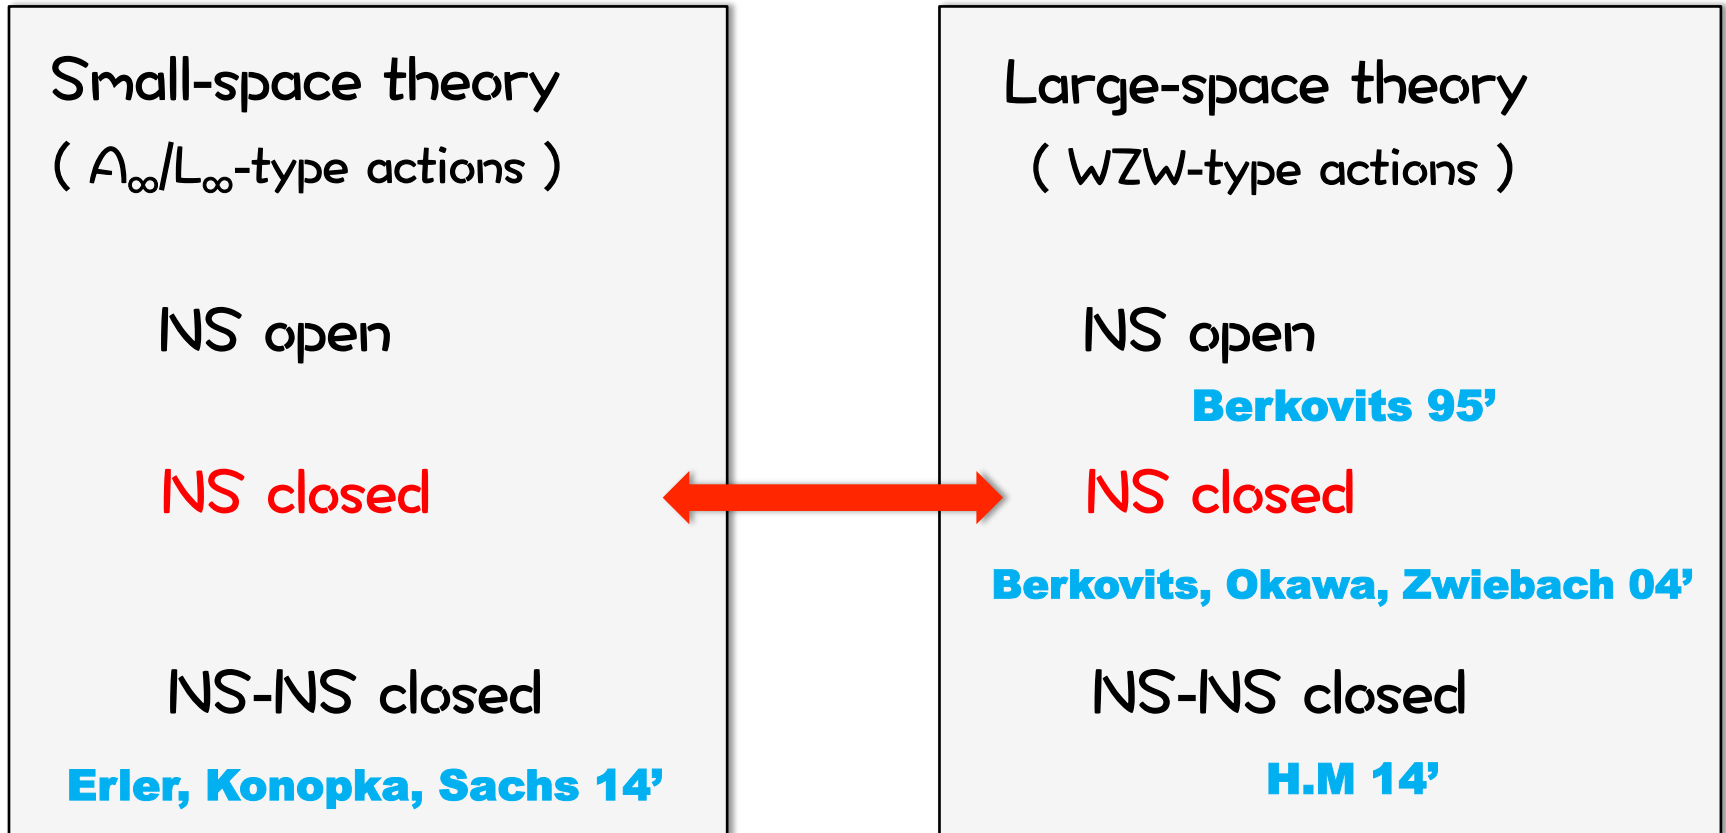 Small-space theory
( A∞/L∞-type actions )
NS open
NS closed
NS-NS closed
Erler, Konopka, Sachs 14’
Large-space theory
( WZW-type actions )
NS open
Berkovits 95’
NS closed
Berkovits, Okawa, Zwiebach 04’
NS-NS closed
H.M 14’